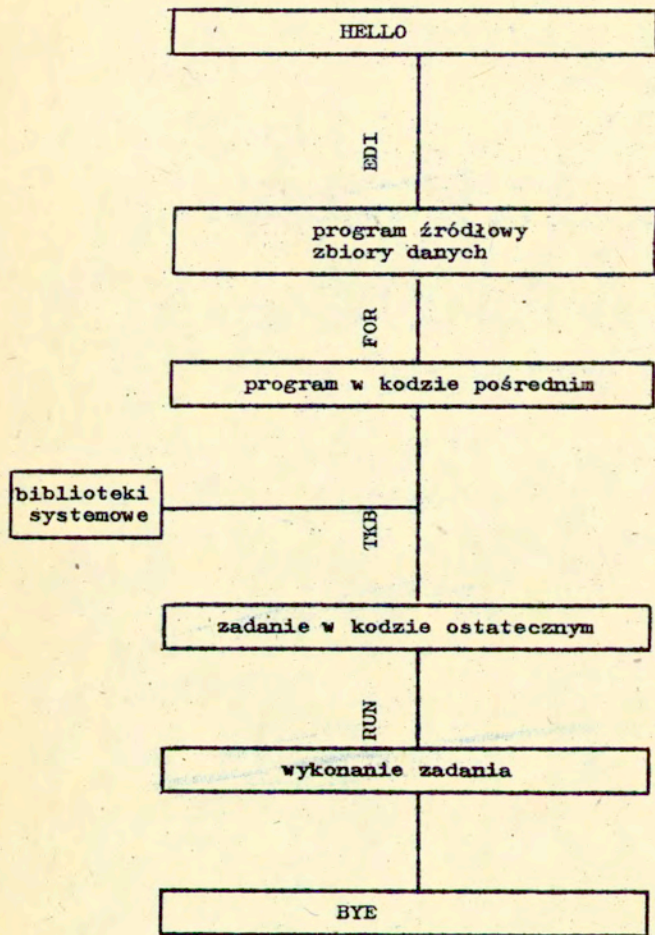 HELLO
EDI
program źródłowy
zbiory danych
FOR
program w kodzie pośrednim
biblioteki
systemowe
TKB
zadanie w kodzie ostatecznym
RUN
wykonanie zadania
BYE